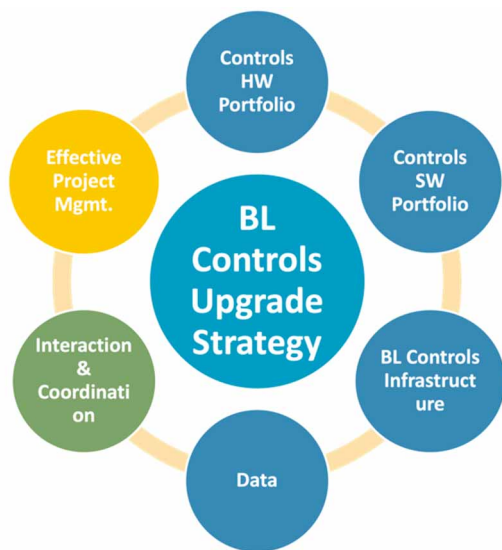 Controls
HW
Portfolio
Controls
SW
Portfolio
BL Controls
Infrastruct
ure
Data
Interaction
&
Coordinati
on
Effective
Project
Mgmt.
BL
Controls
Upgrade
Strategy